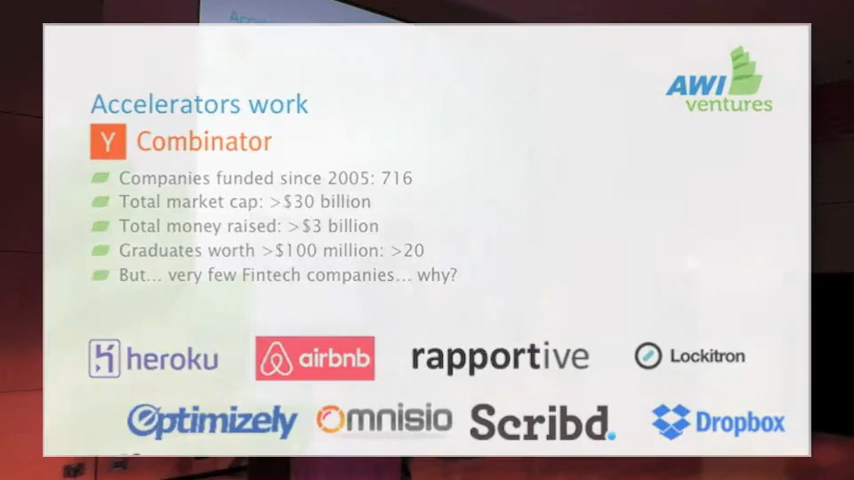 AWI
ventures
Accelerators work
Y Combinator
Companies funded since 2005: 716
Total market cap: >$30 billion
Total money raised: >$3 billion
Graduates worth >$100 million: >20
But... very few Fintech companies... why?
heroku airbnb rapportive Lockitron
Optimizely Omnisio Scribd. Dropbox